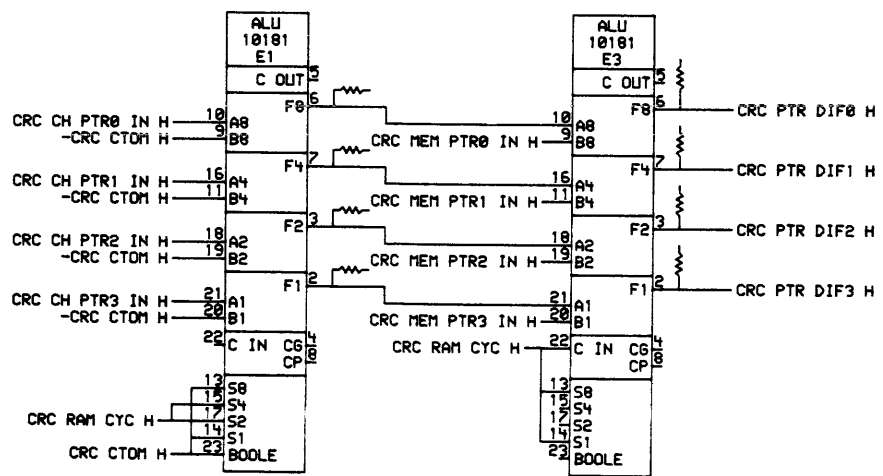 ALU ALU
10181 10181
E1 E3
C OUT 5 C OUT 5
F8 6 F8 6 CRC PTR DIF0 H
CRC CH PTR0 IN H 10 A8 10 A8
-CRC CTOM H 9 B8 CRC MEM PTR0 IN H 9 B8
F4 7 F4 7 CRC PTR DIF1 H
CRC CH PTR1 IN H 16 A4 16 A4
-CRC CTOM H 11 B4 CRC MEM PTR1 IN H 11 B4
F2 3 F2 3 CRC PTR DIF2 H
CRC CH PTR2 IN H 18 A2 18 A2
-CRC CTOM H 19 B2 CRC MEM PTR2 IN H 19 B2
F1 2 F1 2 CRC PTR DIF3 H
CRC CH PTR3 IN H 21 A1 21 A1
-CRC CTOM H 20 B1 CRC MEM PTR3 IN H 20 B1
22 C IN CG 4 CRC RAM CYC H 22 C IN CG 4
CP 8 CP 8
13 S8 13 S8
15 S4 15 S4
CRC RAM CYC H 17 S2 17 S2
14 S1 14 S1
CRC CTOM H 23 BOOLE 23 BOOLE